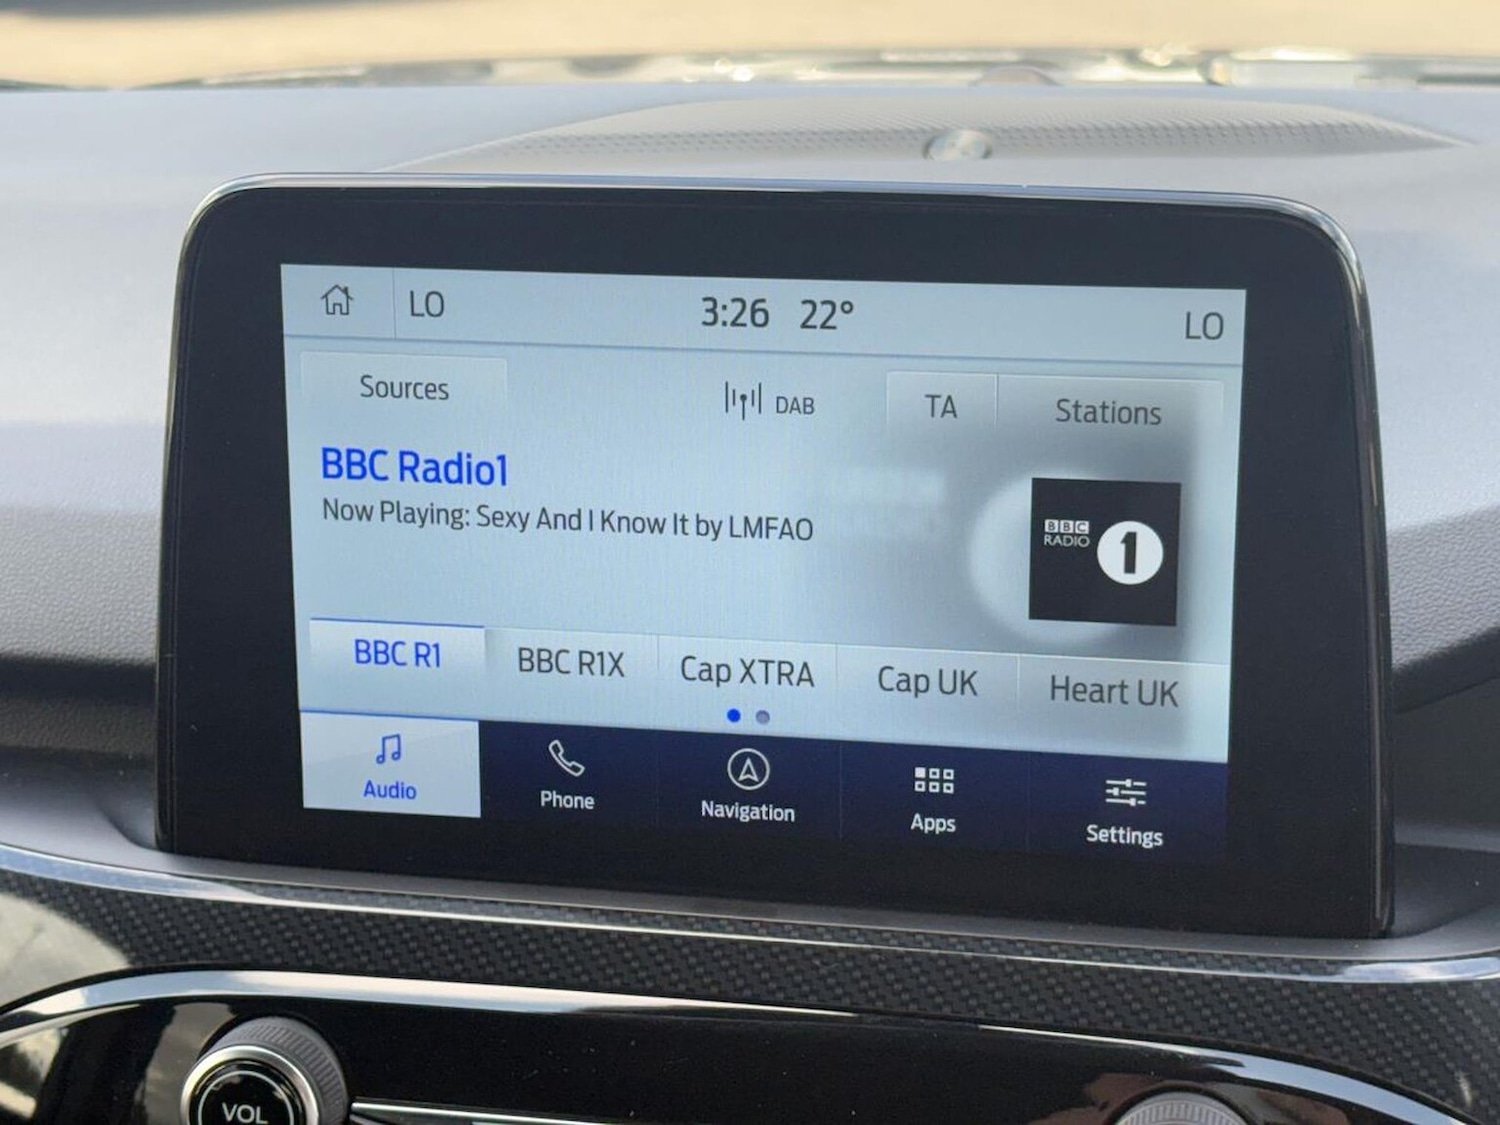 LO 3:26 22° LO
Sources DAB TA Stations
BBC Radio1
Now Playing: Sexy And I Know It by LMFAO
BBC
RADIO 1
BBC R1 BBC R1X Cap XTRA Cap UK Heart UK
Audio Phone Navigation Apps Settings
VOL